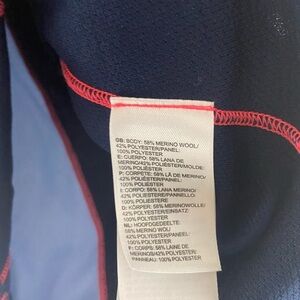 GB: BODY: 58% MERINO WOOL/
42% POLYESTER/PANEL:
100% POLYESTER
E: CUERPO: 58% LANA DE
MERINO/42% POLIÉSTER/MOLDE:
100% POLIÉSTER
P: CORPETE: 58% LÃ DE MERINO/
42% POLIÉSTER/PAINEL:
100% POLIÉSTER
I: CORPO: 58% LANA MERINO/
42% POLIESTERE/PANNELLO:
100% POLIESTERE
D: KÖRPER: 58% MERINOWOLLE/
42% POLYESTER/EINSATZ:
100% POLYESTER
NL: HOOFDGEDEELTE:
58% MERINO WOL/
42% POLYESTER/PANEEL:
100% POLYESTER
F: CORPS: 58% LAINE DE
MERINOS/42% POLYESTER/
PANNEAU: 100% POLYESTER